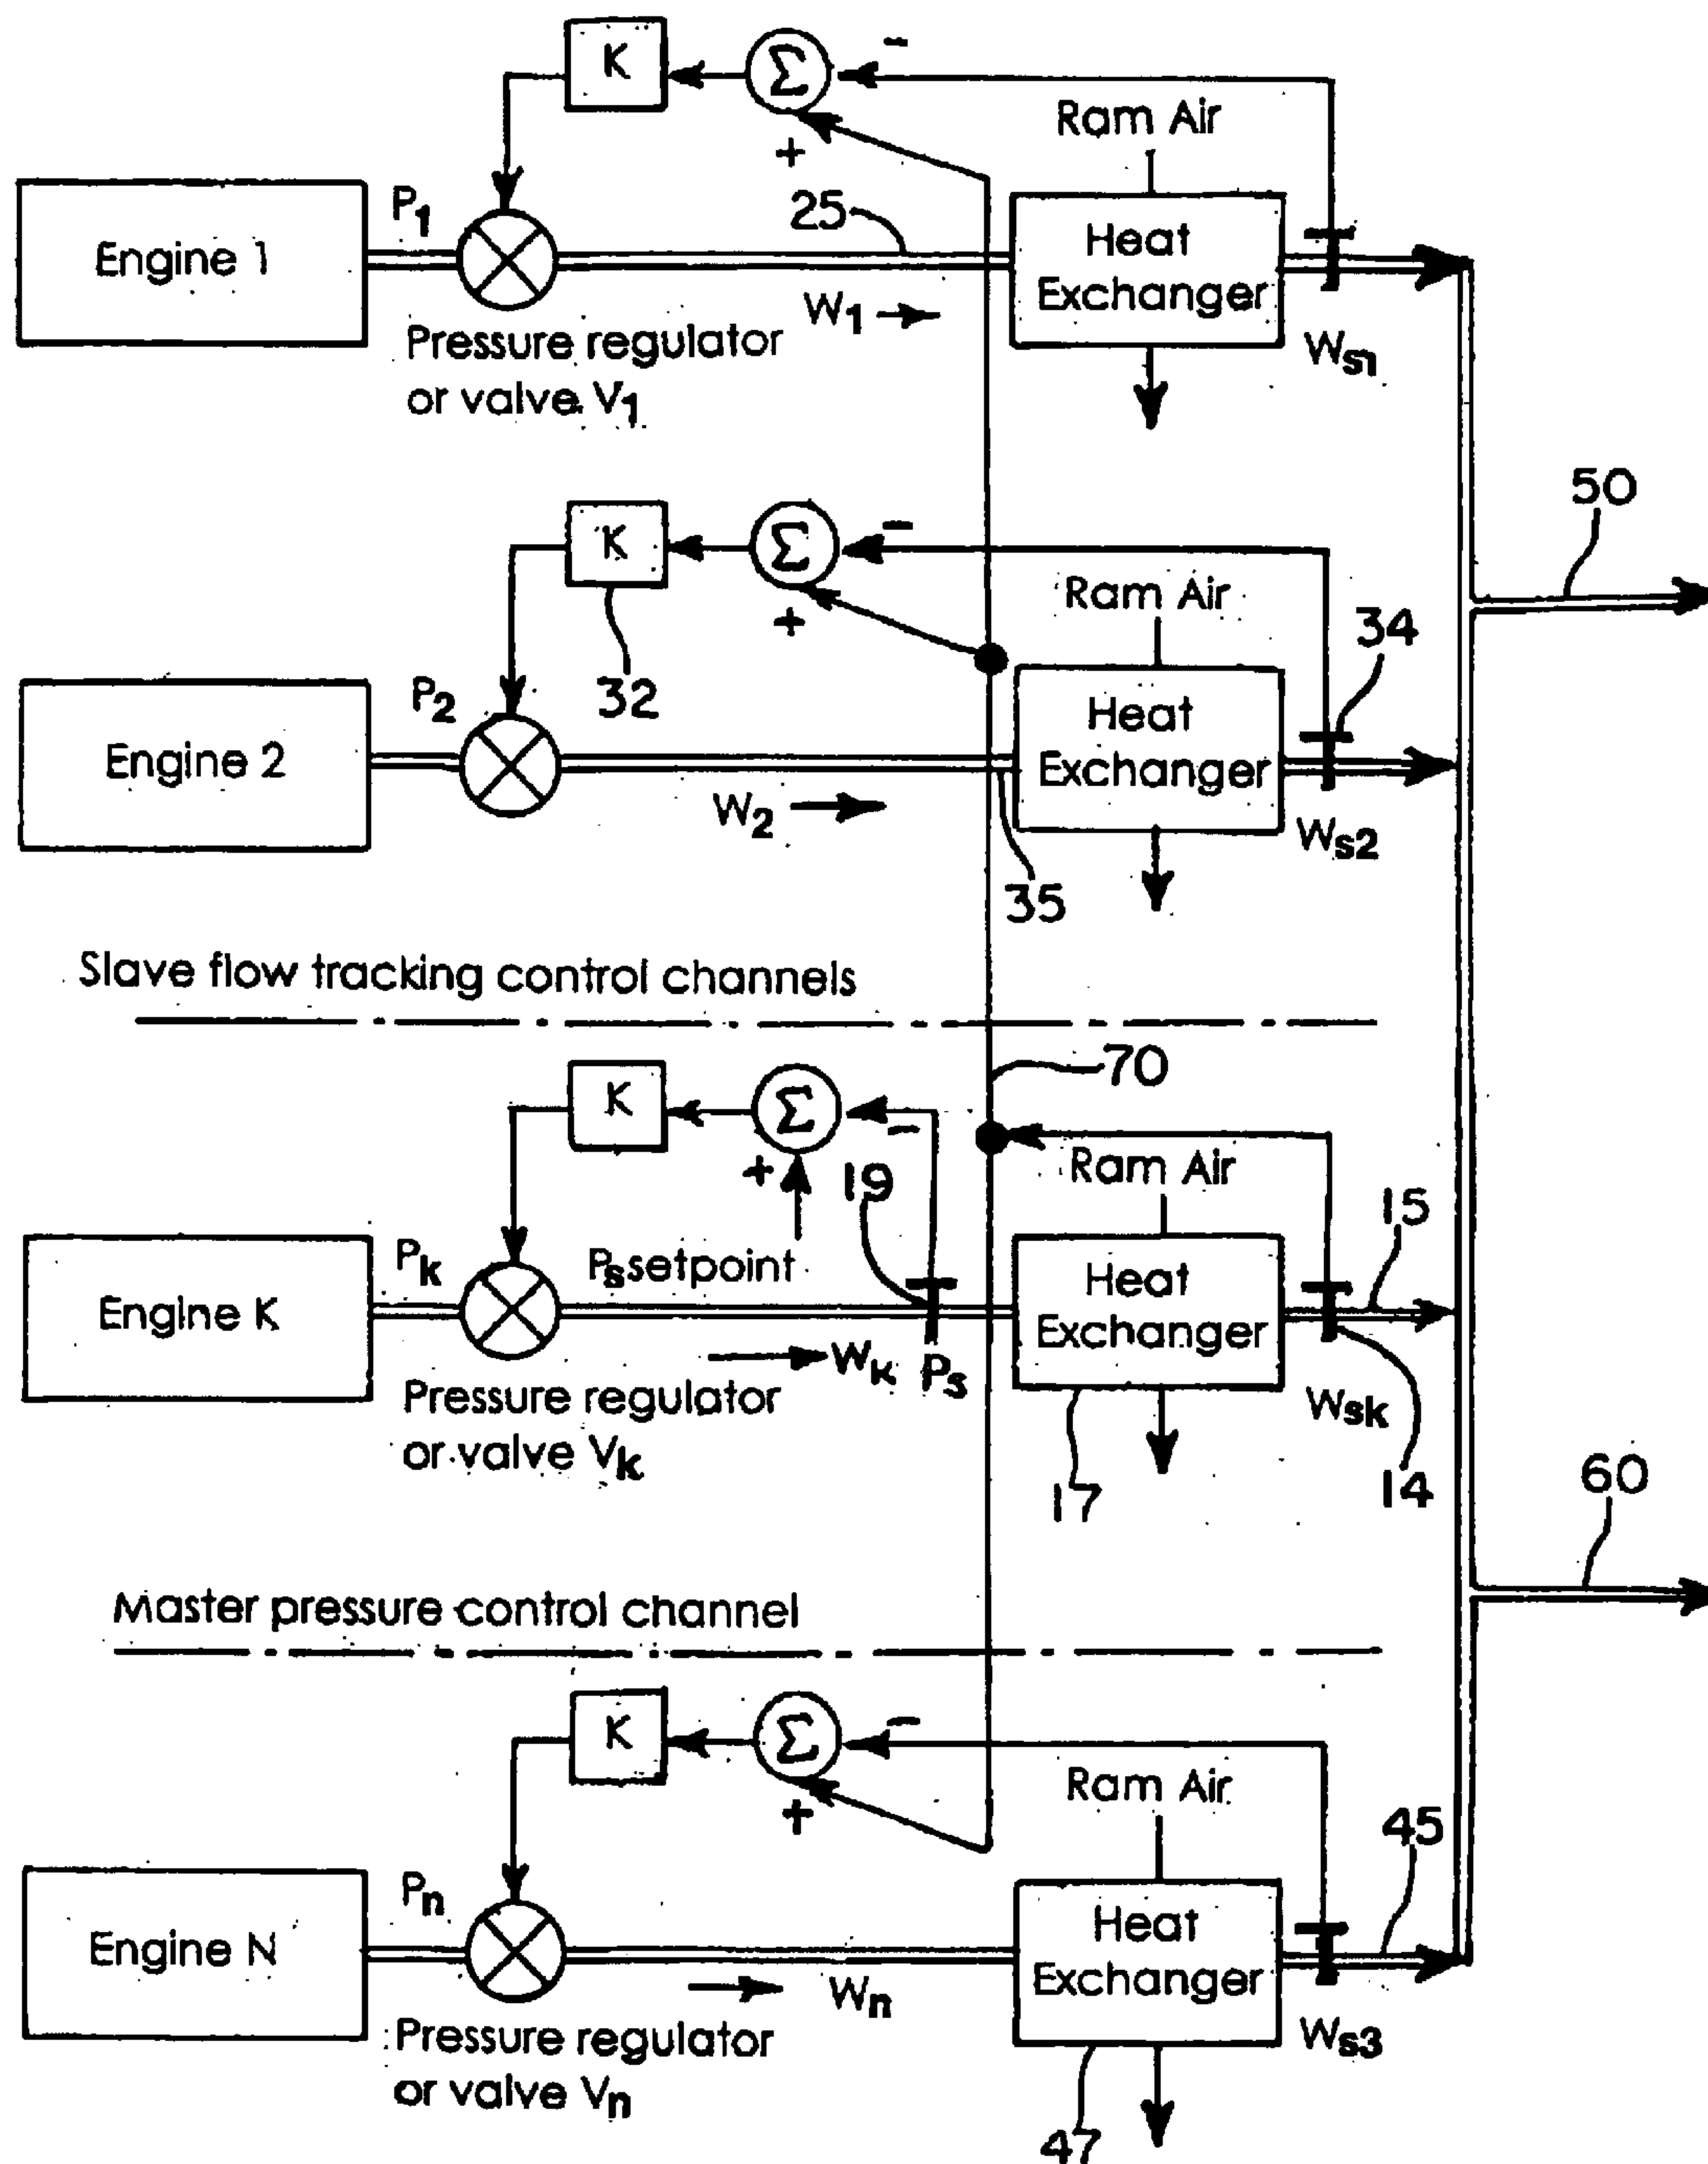 K
Σ
-
+
Ram Air
Engine 1
P1
25
Heat
Exchanger
W1
Ws1
Pressure regulator
or valve V1
50
K
Σ
-
+
Ram Air
34
32
Engine 2
P2
Heat
Exchanger
W2
Ws2
35
Slave flow tracking control channels
70
K
Σ
-
+
19
Ram Air
15
Engine K
Pk
Ps setpoint
Heat
Exchanger
Wk
Ps
Wsk
Pressure regulator
or valve Vk
17
14
60
Master pressure control channel
K
Σ
-
+
Ram Air
45
Engine N
Pn
Heat
Exchanger
Wn
Ws3
Pressure regulator
or valve Vn
47